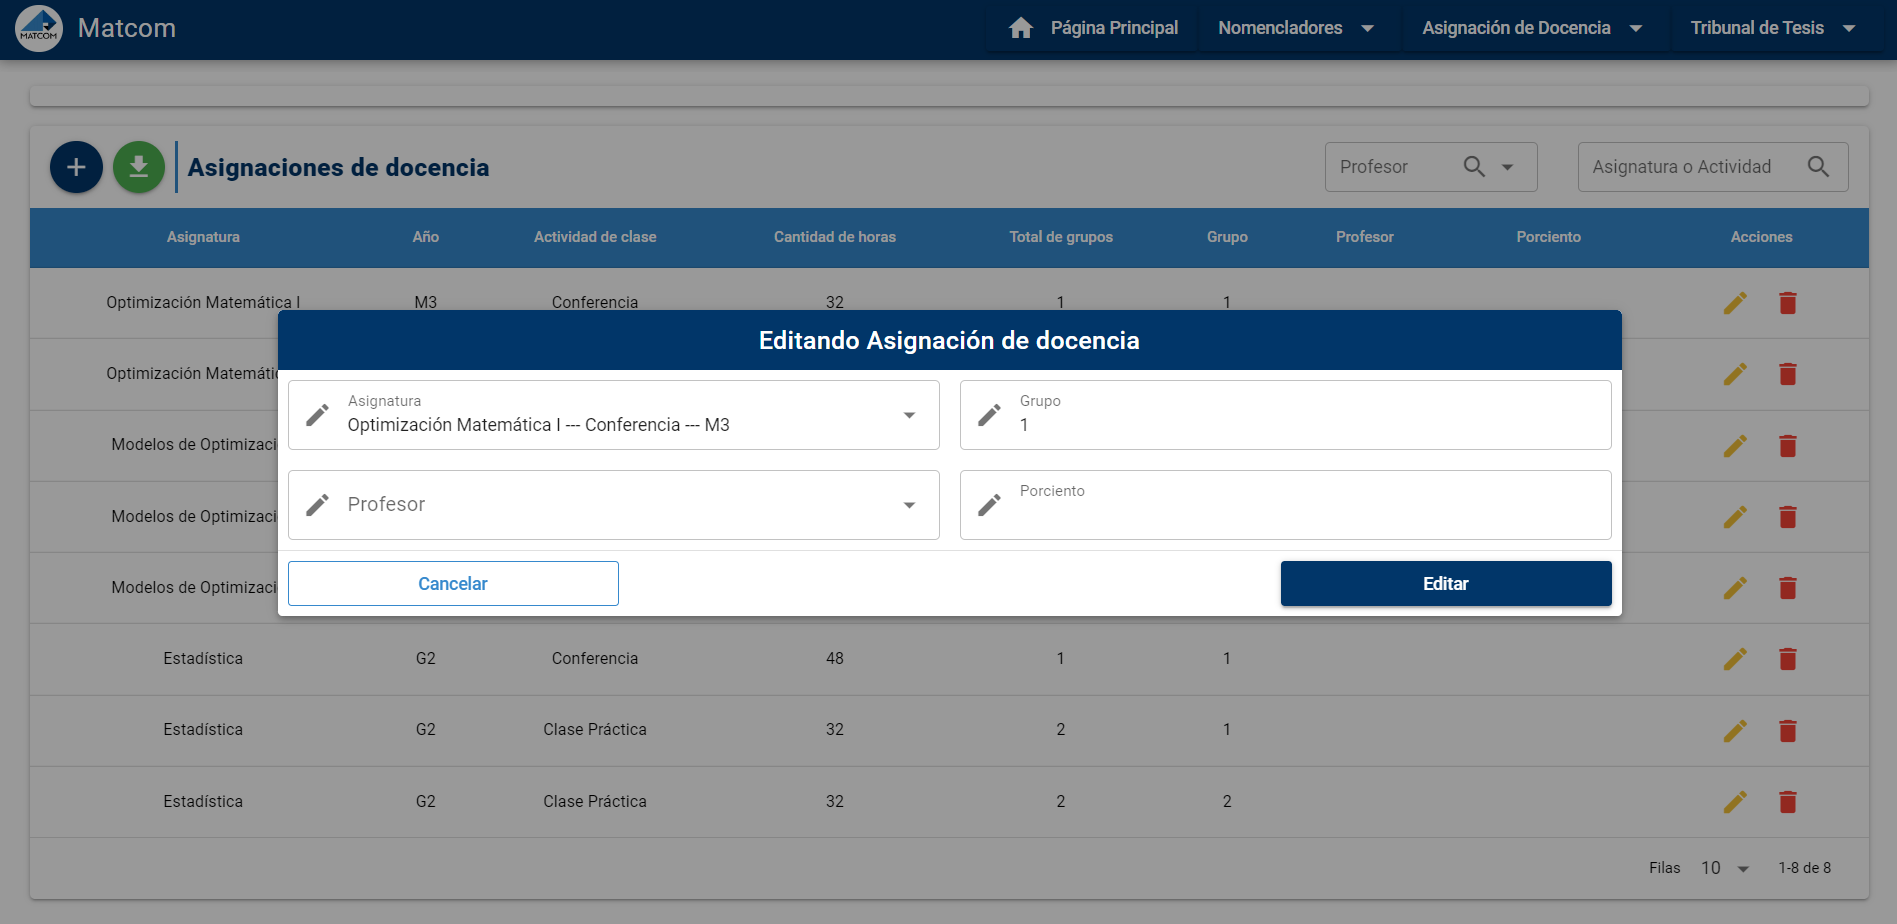 MATCOM
Matcom
Página Principal
Nomencladores
Asignación de Docencia
Tribunal de Tesis
Asignaciones de docencia
Profesor
Asignatura o Actividad
Asignatura Año Actividad de clase Cantidad de horas Total de grupos Grupo Profesor Porciento Acciones
Optimización Matemática I M3 Conferencia 32 1 1
Optimización
Modelos de
Modelos de
Modelos de
Editando Asignación de docencia
Asignatura
Optimización Matemática I --- Conferencia --- M3
Grupo
1
Profesor
Porciento
Cancelar
Editar
Estadística G2 Conferencia 48 1 1
Estadística G2 Clase Práctica 32 2 1
Estadística G2 Clase Práctica 32 2 2
Filas 10 1-8 de 8